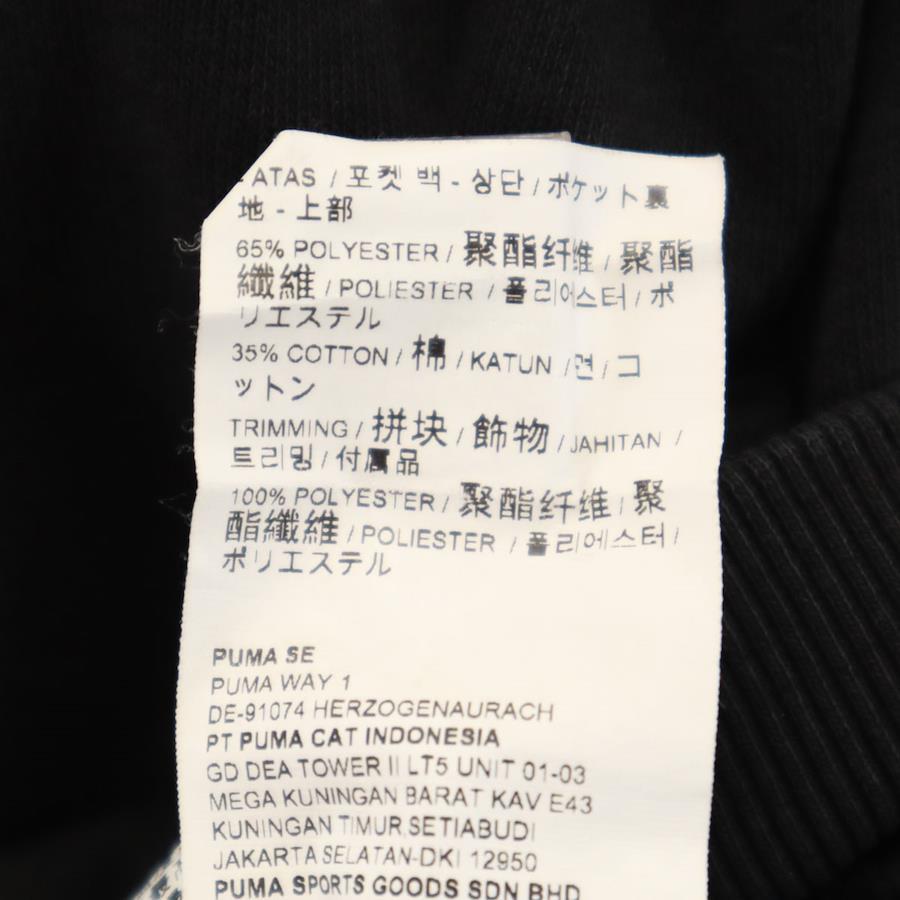 - ATAS / 포켓 백 - 상단 / ポケット裏
地 - 上部
65% POLYESTER / 聚酯纤维 / 聚酯
纖維 / POLIESTER / 폴리에스터 / ポ
リエステル
35% COTTON / 棉 / KATUN / 면 / コ
ットン
TRIMMING / 拼块 / 飾物 / JAHITAN /
트리밍 / 付属品
100% POLYESTER / 聚酯纤维 / 聚
酯纖維 / POLIESTER / 폴리에스터 /
ポリエステル
PUMA SE
PUMA WAY 1
DE-91074 HERZOGENAURACH
PT PUMA CAT INDONESIA
GD DEA TOWER II LT5 UNIT 01-03
MEGA KUNINGAN BARAT KAV E43
KUNINGAN TIMUR,SETIABUDI
JAKARTA SELATAN-DKI 12950
PUMA SPORTS GOODS SDN BHD